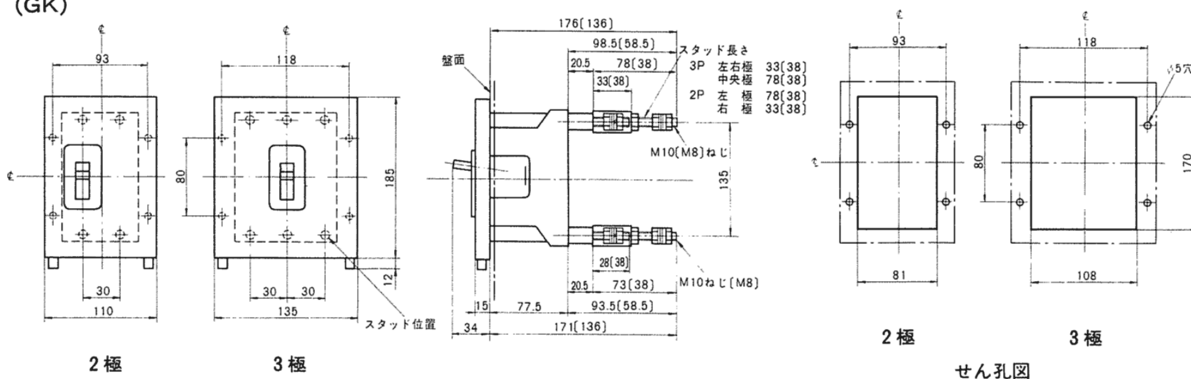 (GK)
℄
93
80
℄
30
110
2極
℄
118
185
12
30
30
135
スタッド位置
3極
176〔136〕
98.5〔58.5〕
盤面
20.5
78〔38〕
33〔38〕
スタッド長さ
3P 左右極 33〔38〕
中央極 78〔38〕
2P 左 極 78〔38〕
右 極 33〔38〕
M10〔M8〕ねじ
135
28〔38〕
M10ねじ〔M8〕
20.5
73〔38〕
15
77.5
93.5〔58.5〕
34
171〔136〕
℄
93
℄
80
81
2極
℄
118
5穴
80
170
108
3極
せん孔図